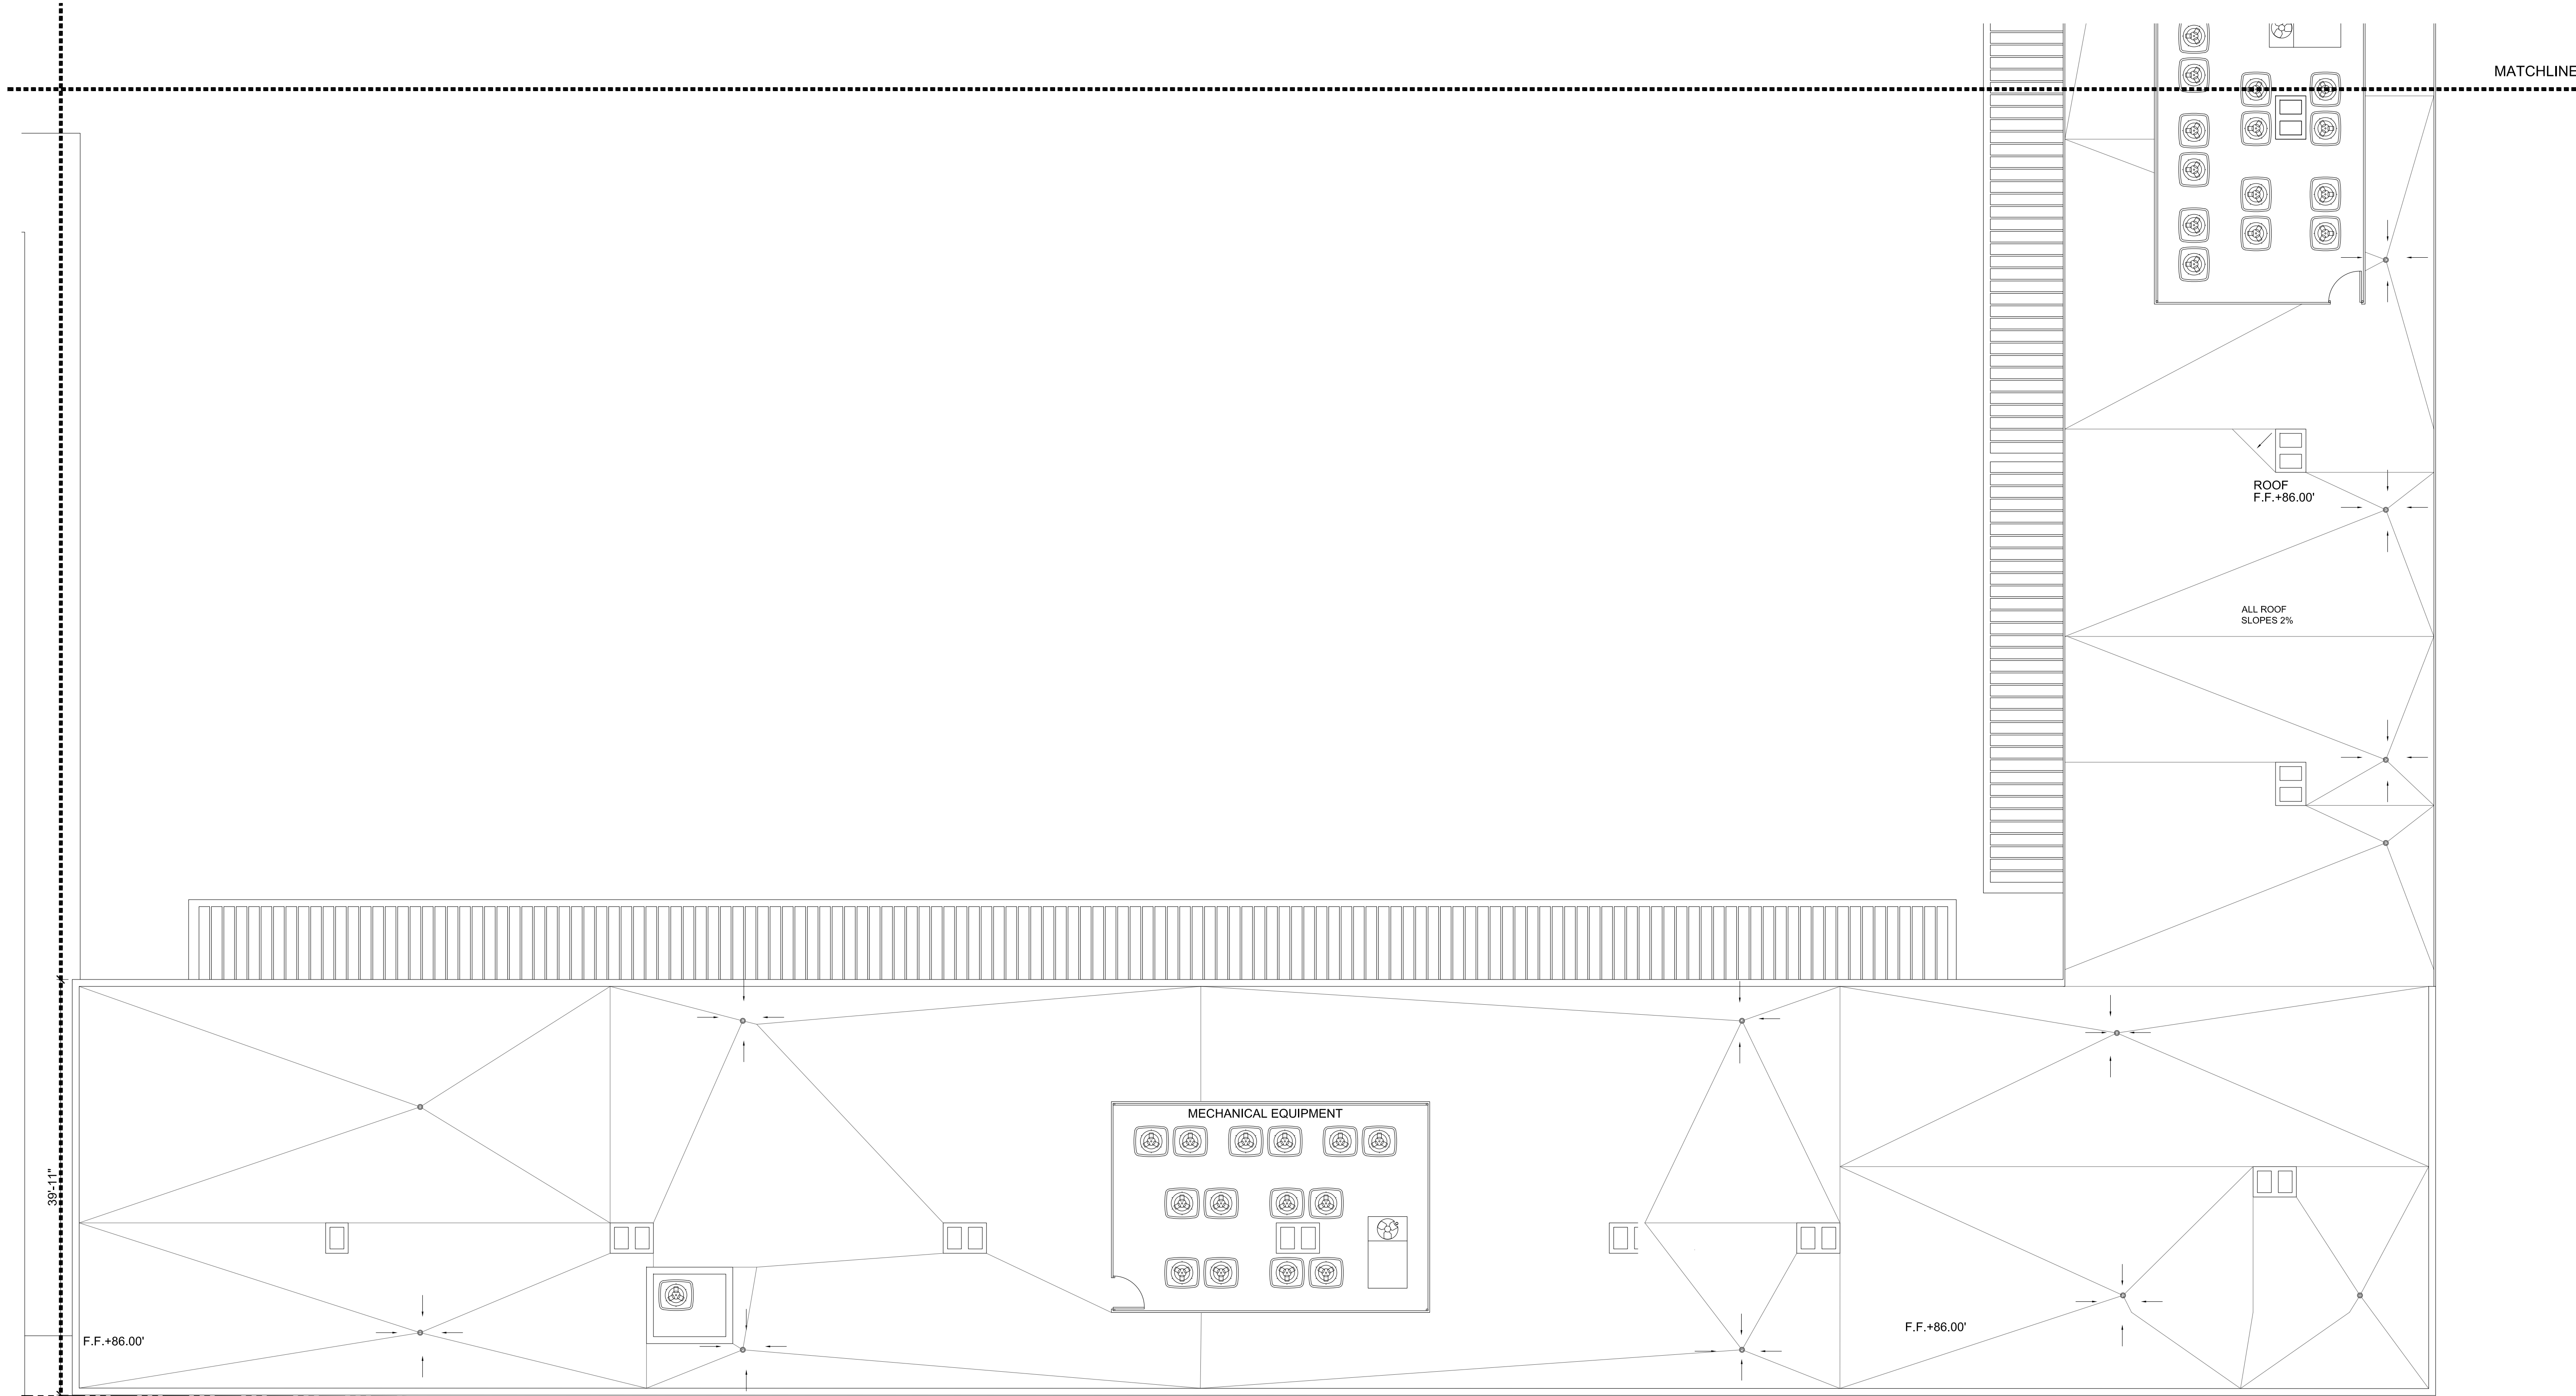 MATCHLINE
ROOF
F.F.+86.00'
ALL ROOF
SLOPES 2%
MECHANICAL EQUIPMENT
39'-11"
F.F.+86.00'
F.F.+86.00'